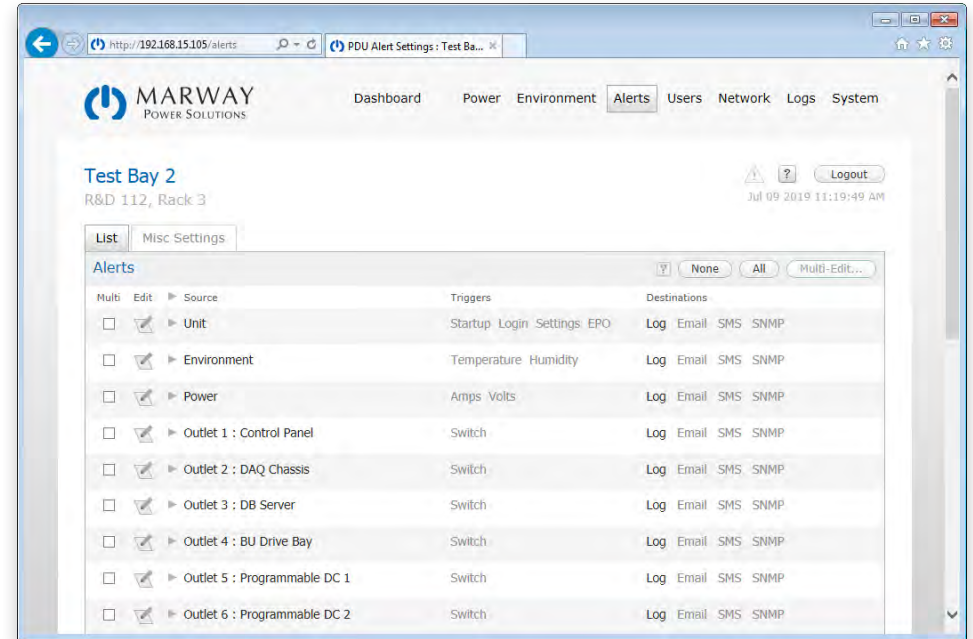 http://192.168.15.105/alerts PDU Alert Settings : Test Ba...
MARWAY
POWER SOLUTIONS
Dashboard Power Environment Alerts Users Network Logs System
Test Bay 2
? Logout
R&D 112, Rack 3
Jul 09 2019 11:19:49 AM
List Misc Settings
Alerts ? None All Multi-Edit...
Multi Edit Source Triggers Destinations
Unit Startup Login Settings EPO Log Email SMS SNMP
Environment Temperature Humidity Log Email SMS SNMP
Power Amps Volts Log Email SMS SNMP
Outlet 1 : Control Panel Switch Log Email SMS SNMP
Outlet 2 : DAQ Chassis Switch Log Email SMS SNMP
Outlet 3 : DB Server Switch Log Email SMS SNMP
Outlet 4 : BU Drive Bay Switch Log Email SMS SNMP
Outlet 5 : Programmable DC 1 Switch Log Email SMS SNMP
Outlet 6 : Programmable DC 2 Switch Log Email SMS SNMP